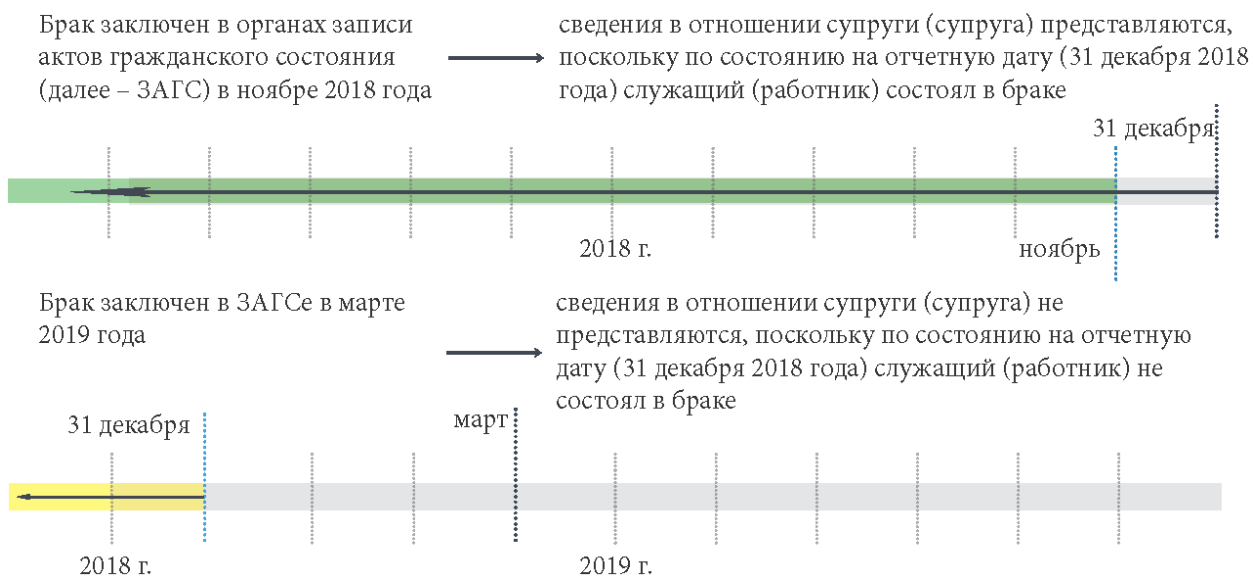 Брак заключен в органах записи
актов гражданского состояния
(далее – ЗАГС) в ноябре 2018 года
сведения в отношении супруги (супруга) представляются,
поскольку по состоянию на отчетную дату (31 декабря 2018
года) служащий (работник) состоял в браке
31 декабря
2018 г.
ноябрь
Брак заключен в ЗАГСе в марте
2019 года
сведения в отношении супруги (супруга) не
представляются, поскольку по состоянию на отчетную
дату (31 декабря 2018 года) служащий (работник) не
состоял в браке
31 декабря
март
2018 г.
2019 г.